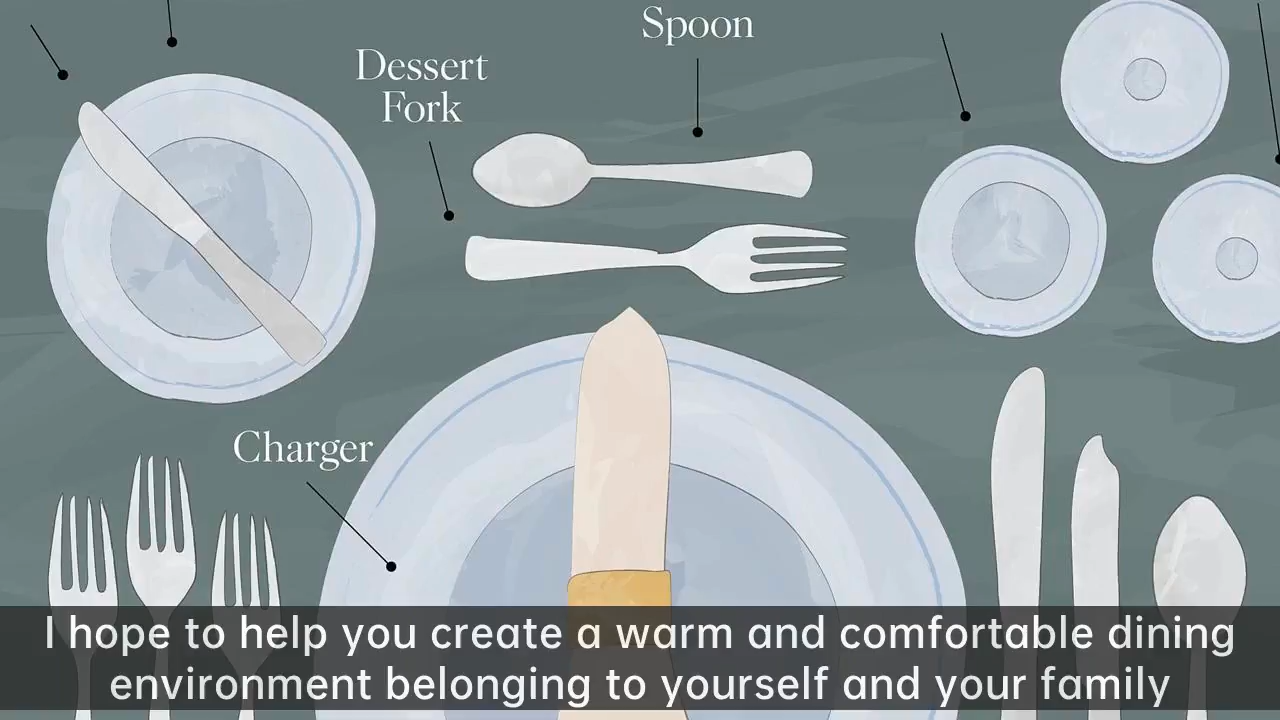 Spoon
Dessert
Fork
Charger
I hope to help you create a warm and comfortable dining
environment belonging to yourself and your family